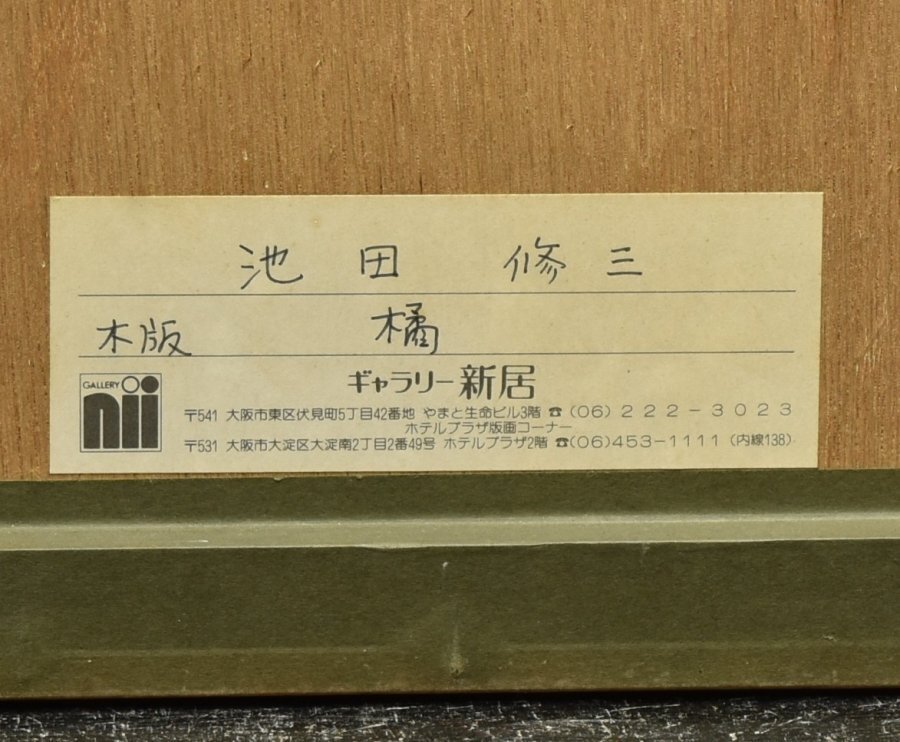 池田 修三
木版 橘
GALLERY
nii
ギャラリー新居
〒541 大阪市東区伏見町5丁目42番地 やまと生命ビル3階 ☎(06)222-3023
ホテルプラザ版画コーナー
〒531 大阪市大淀区大淀南2丁目2番49号 ホテルプラザ2階 ☎(06)453-1111 (内線138)